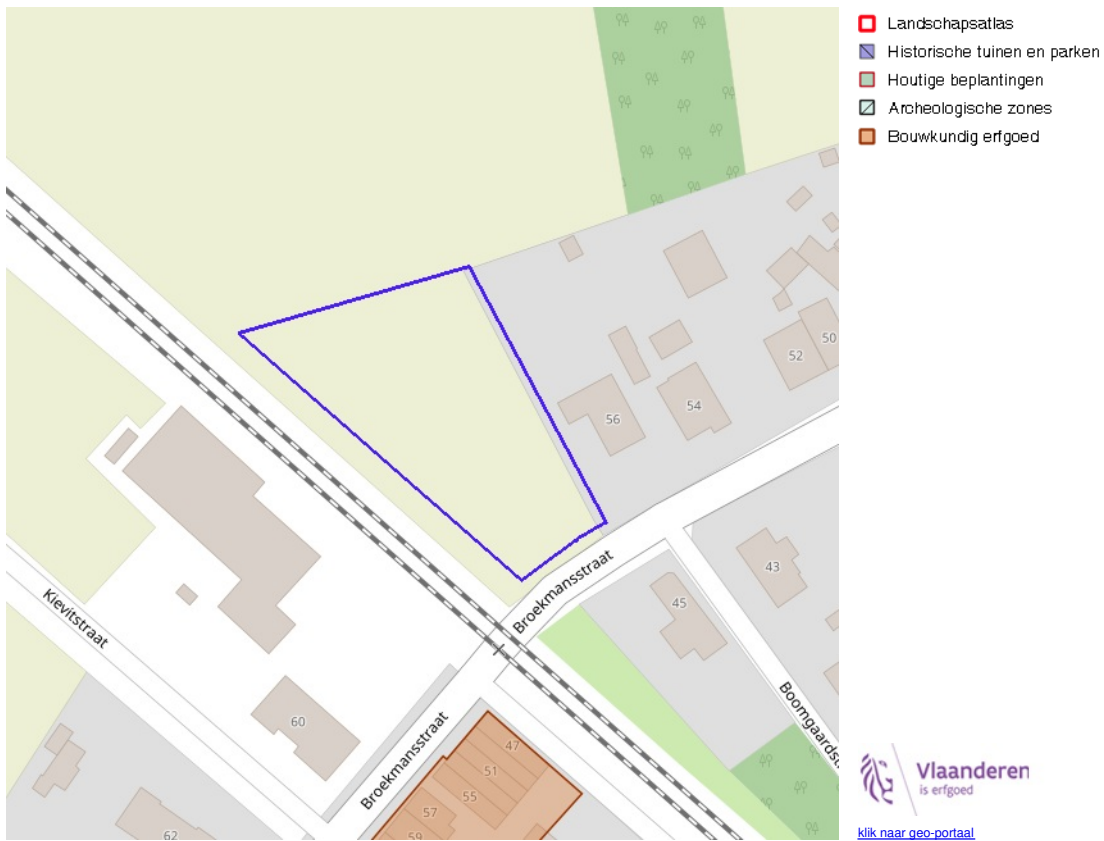 Landschapsatlas
Historische tuinen en parken
Houtige beplantingen
Archeologische zones
Bouwkundig erfgoed
50
52
54
56
43
Broekmansstraat
45
Kievitstraat
Boomgaardst
60
47
Broekmansstraat
51
55
57
59
62
Vlaanderen
is erfgoed
klik naar geo-portaal